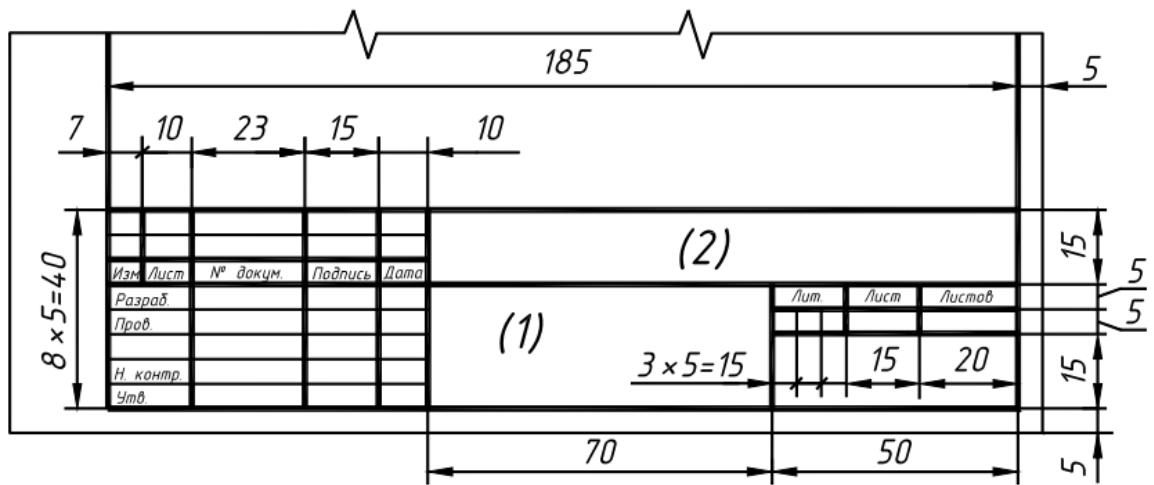 185
5
7 10 23 15 10
(2)
15
8 × 5=40
Изм Лист № докум. Подпись Дата
Разраб.
Лит. Лист Листов
5
Пров.
(1)
5
3 × 5=15
15 20
15
Н. контр.
Утв.
70 50
5